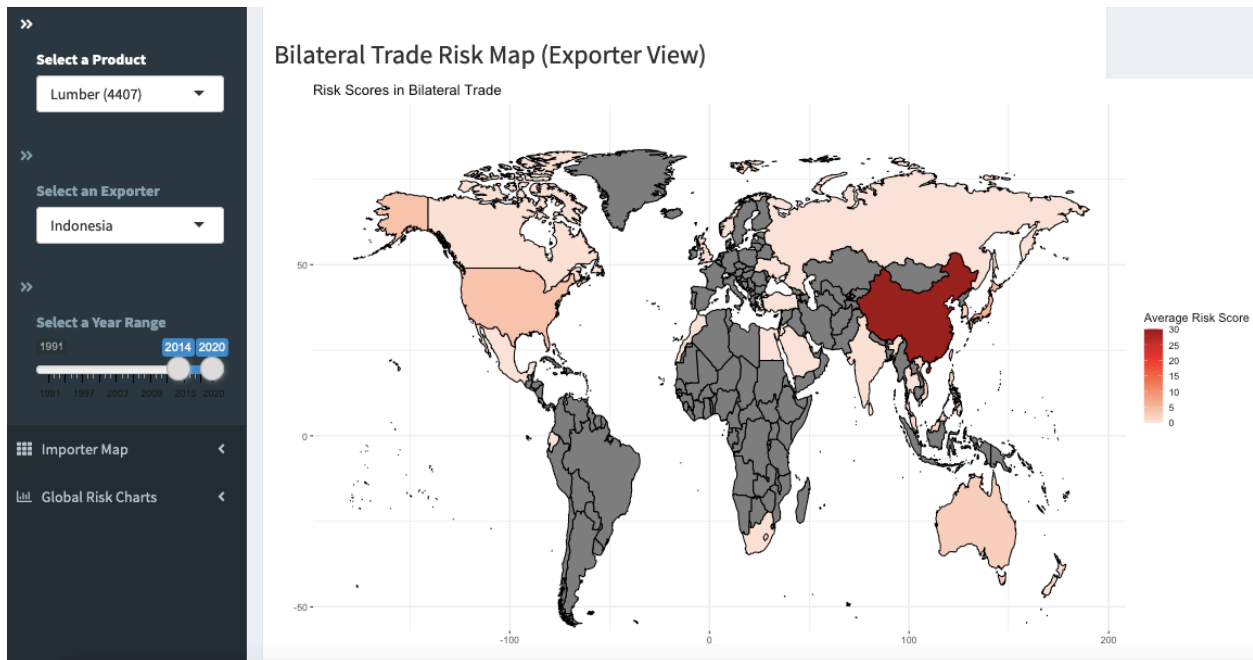 Select a Product
Lumber (4407)
Select an Exporter
Indonesia
Select a Year Range
1991
2014 2020
1991 1997 2003 2009 2015 2020
Importer Map
Global Risk Charts
Bilateral Trade Risk Map (Exporter View)
Risk Scores in Bilateral Trade
50
0
-50
-100 0 100 200
Average Risk Score
30
25
20
15
10
5
0